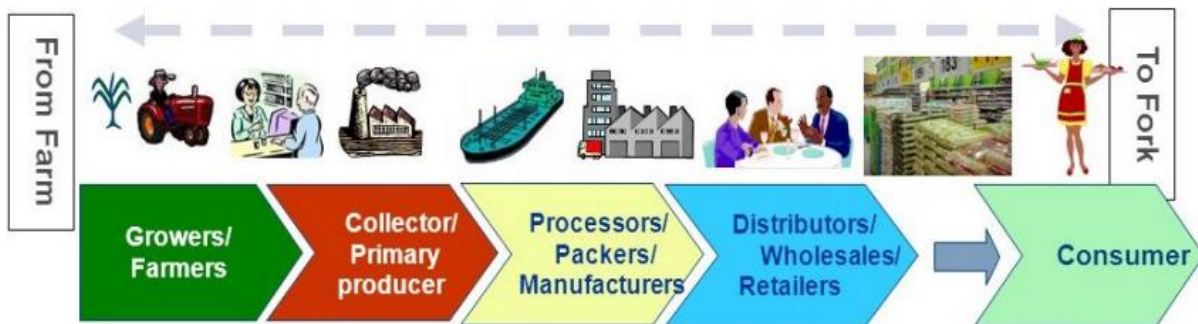 From Farm
To Fork
Growers/
Farmers
Collector/
Primary
producer
Processors/
Packers/
Manufacturers
Distributors/
Wholesales/
Retailers
Consumer